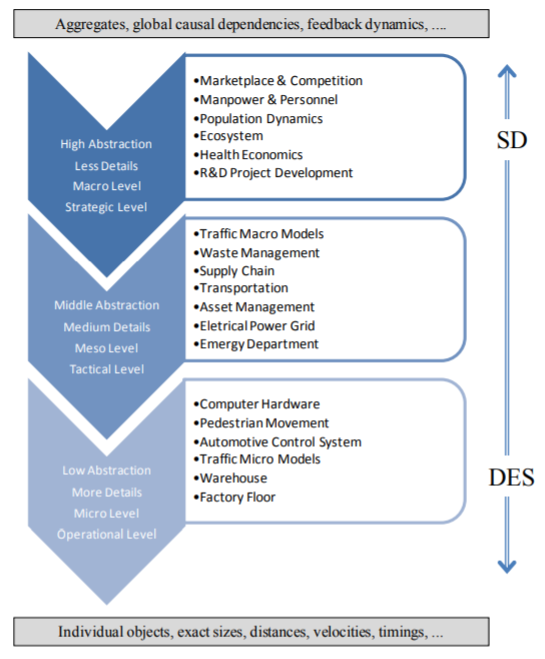 Aggregates, global causal dependencies, feedback dynamics, ….
High Abstraction
Less Details
Macro Level
Strategic Level
•Marketplace & Competition
•Manpower & Personnel
•Population Dynamics
•Ecosystem
•Health Economics
•R&D Project Development
SD
Middle Abstraction
Medium Details
Meso Level
Tactical Level
•Traffic Macro Models
•Waste Management
•Supply Chain
•Transportation
•Asset Management
•Eletrical Power Grid
•Emergy Department
Low Abstraction
More Details
Micro Level
Operational Level
•Computer Hardware
•Pedestrian Movement
•Automotive Control System
•Traffic Micro Models
•Warehouse
•Factory Floor
DES
Individual objects, exact sizes, distances, velocities, timings, …